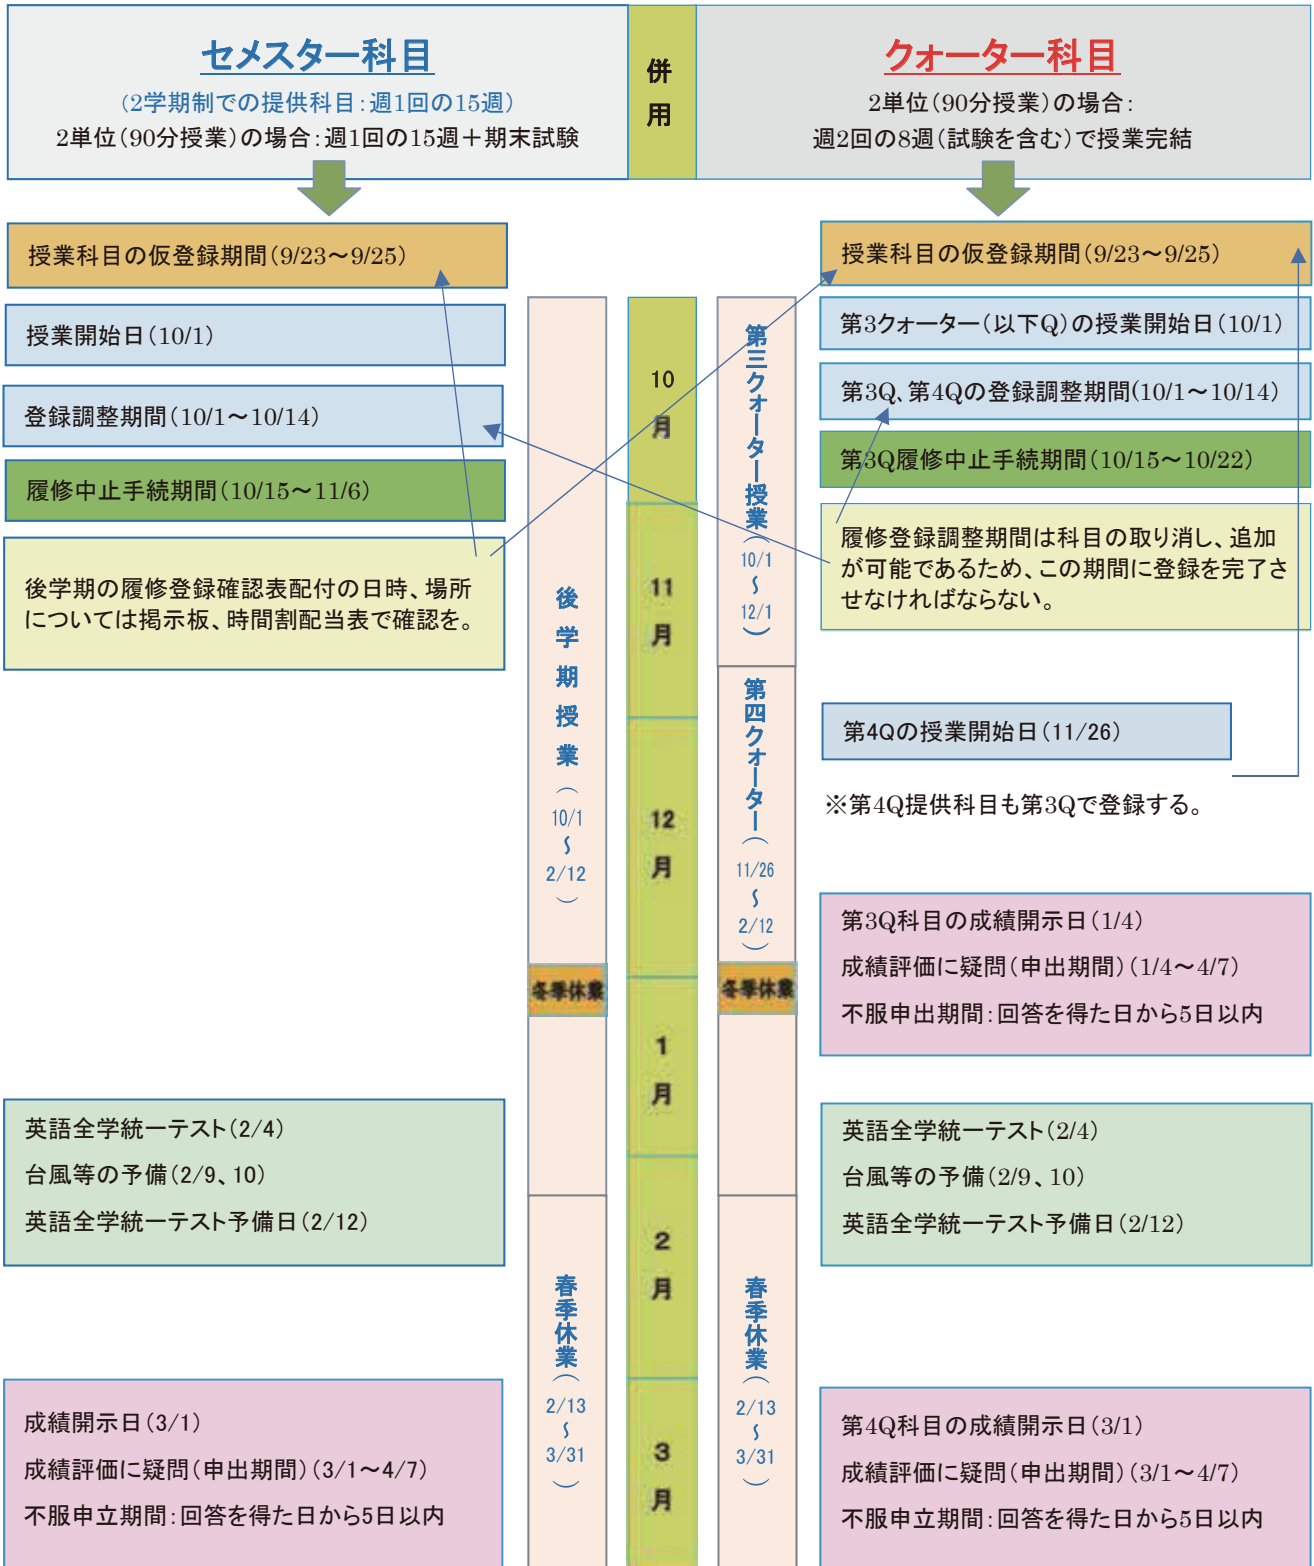 セメスター科目
(2学期制での提供科目:週1回の15週)
2単位(90分授業)の場合:週1回の15週+期末試験
併用
クォーター科目
2単位(90分授業)の場合:
週2回の8週(試験を含む)で授業完結
授業科目の仮登録期間(9/23～9/25)
授業開始日(10/1)
登録調整期間(10/1～10/14)
履修中止手続期間(10/15～11/6)
後学期の履修登録確認表配付の日時、場所
については掲示板、時間割配当表で確認を。
英語全学統一テスト(2/4)
台風等の予備(2/9、10)
英語全学統一テスト予備日(2/12)
成績開示日(3/1)
成績評価に疑問(申出期間)(3/1～4/7)
不服申立期間:回答を得た日から5日以内
後学期授業(10/1～2/12)
冬季休業
春季休業(2/13～3/31)
10月
11月
12月
1月
2月
3月
第三クォーター授業(10/1～12/1)
第四クォーター(11/26～2/12)
冬季休業
春季休業(2/13～3/31)
授業科目の仮登録期間(9/23～9/25)
第3クォーター(以下Q)の授業開始日(10/1)
第3Q、第4Qの登録調整期間(10/1～10/14)
第3Q履修中止手続期間(10/15～10/22)
履修登録調整期間は科目の取り消し、追加
が可能であるため、この期間に登録を完了さ
せなければならない。
第4Qの授業開始日(11/26)
※第4Q提供科目も第3Qで登録する。
第3Q科目の成績開示日(1/4)
成績評価に疑問(申出期間)(1/4～4/7)
不服申出期間:回答を得た日から5日以内
英語全学統一テスト(2/4)
台風等の予備(2/9、10)
英語全学統一テスト予備日(2/12)
第4Q科目の成績開示日(3/1)
成績評価に疑問(申出期間)(3/1～4/7)
不服申立期間:回答を得た日から5日以内